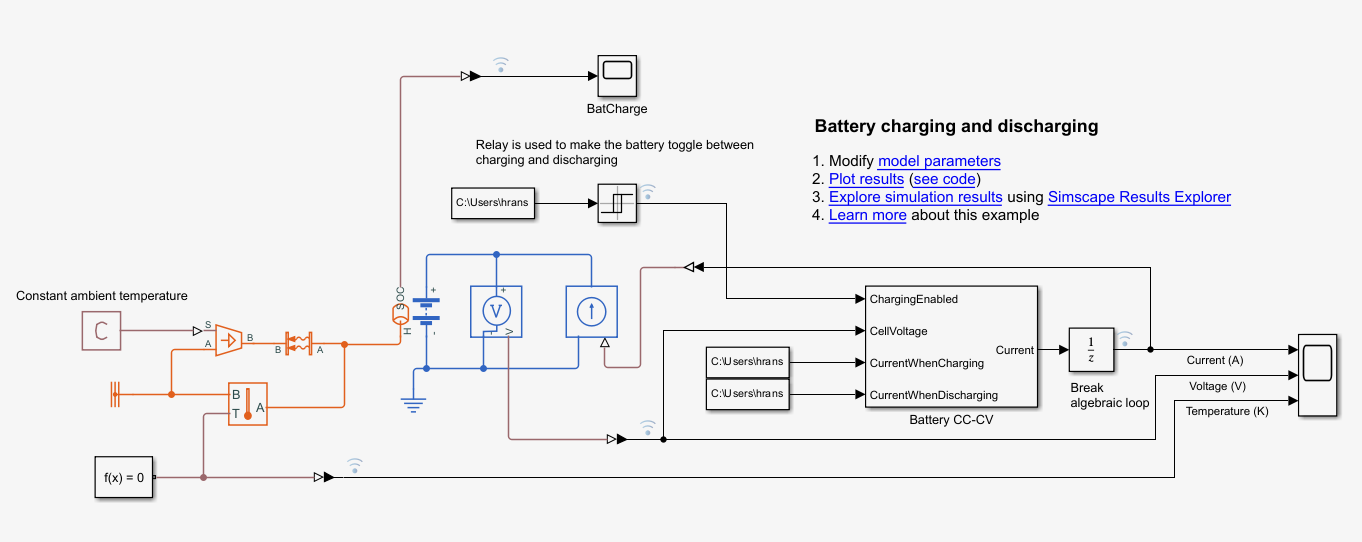 BatCharge
Battery charging and discharging
Relay is used to make the battery toggle between
charging and discharging
1. Modify model parameters
2. Plot results (see code)
3. Explore simulation results using Simscape Results Explorer
4. Learn more about this example
C:\Users\hrans
SOC
H
+
-
+
-
V
V
Constant ambient temperature
C
S
A
B
B
A
B
T
A
f(x) = 0
ChargingEnabled
CellVoltage
CurrentWhenCharging
CurrentWhenDischarging
Current
C:\Users\hrans
C:\Users\hrans
Battery CC-CV
1
z
Break
algebraic loop
Current (A)
Voltage (V)
Temperature (K)